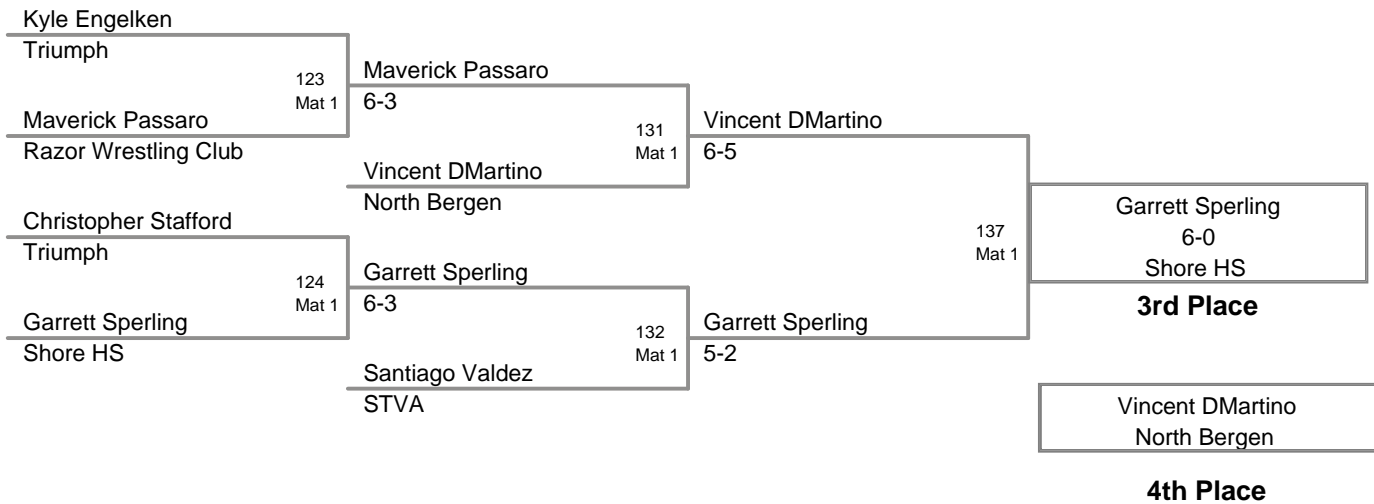 Kyle Engelken
Triumph
123
Mat 1
Maverick Passaro
Razor Wrestling Club
Christopher Stafford
Triumph
124
Mat 1
Garrett Sperling
Shore HS
Maverick Passaro
6-3
131
Mat 1
Vincent DMartino
North Bergen
Garrett Sperling
6-3
132
Mat 1
Santiago Valdez
STVA
Vincent DMartino
6-5
137
Mat 1
Garrett Sperling
5-2
Garrett Sperling
6-0
Shore HS
3rd Place
Vincent DMartino
North Bergen
4th Place